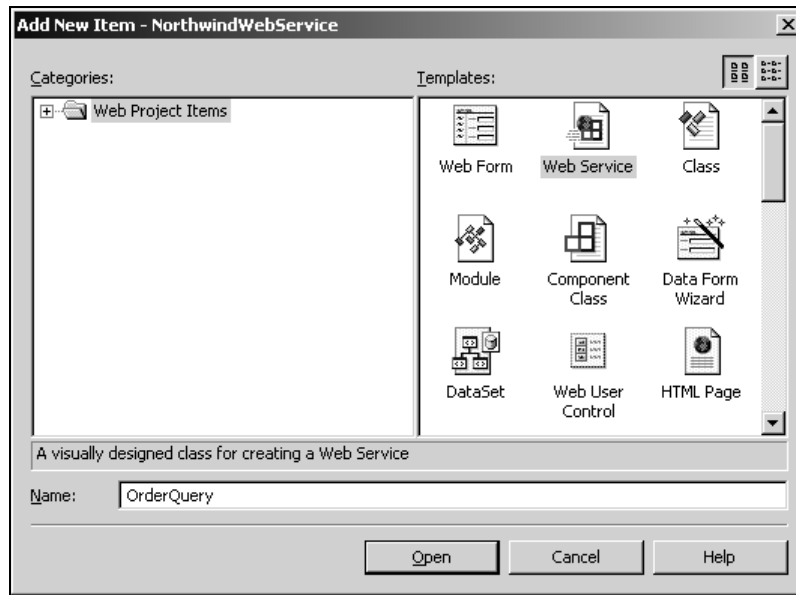 Add New Item - NorthwindWebService
Categories:
Templates:
Web Project Items
Web Form
Web Service
Class
Module
Component
Class
Data Form
Wizard
DataSet
Web User
Control
HTML Page
A visually designed class for creating a Web Service
Name:
OrderQuery
Open
Cancel
Help